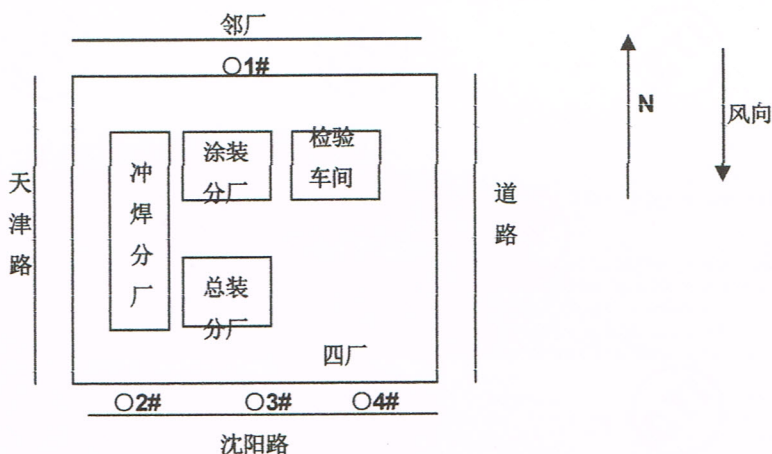 邻厂
○1#
N
风向
天津路
冲焊分厂
涂装
分厂
检验
车间
道路
总装
分厂
四厂
○2# ○3# ○4#
沈阳路